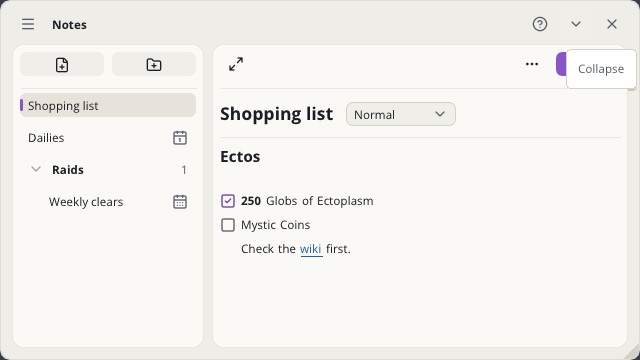 Notes
Collapse
Shopping list
Dailies
Raids 1
Weekly clears
Shopping list Normal
Ectos
250 Globs of Ectoplasm
Mystic Coins
Check the wiki first.